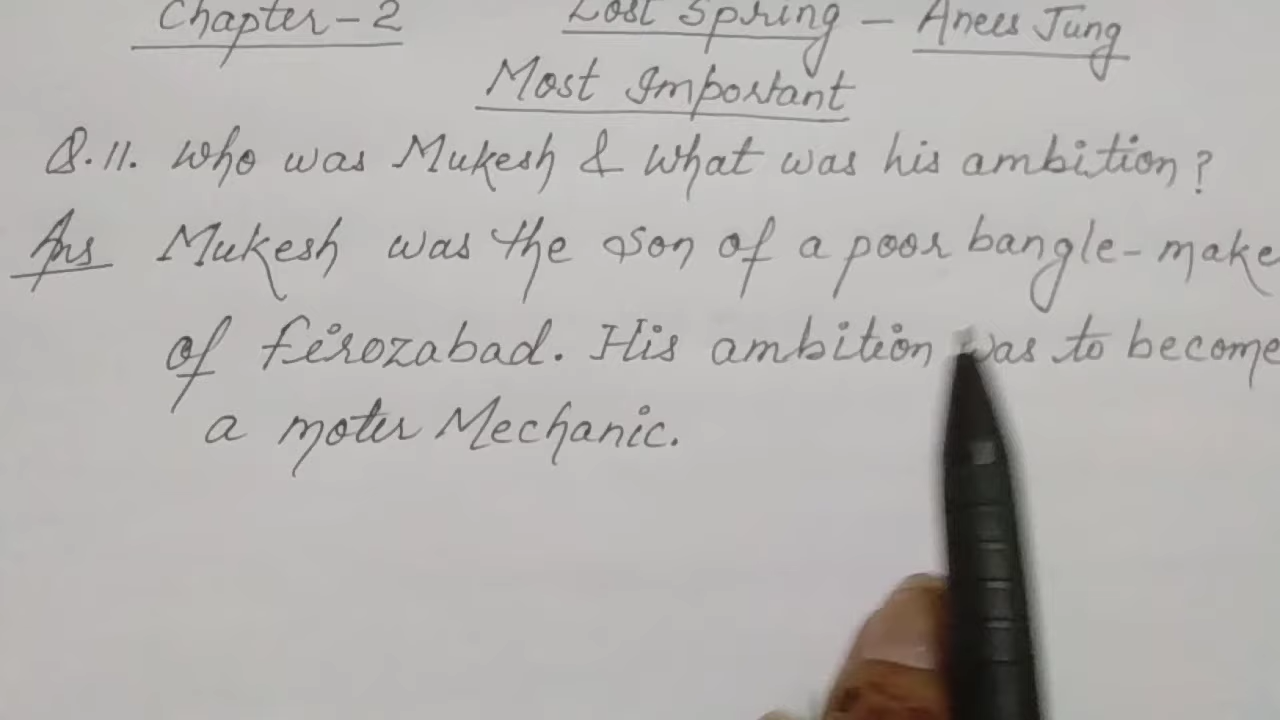 Chapter-2 Lost Spring - Anees Jung
Most Important
Q.11. Who was Mukesh & What was his ambition?
Ans Mukesh was the son of a poor bangle-make
of Firozabad. His ambition was to become
a moter Mechanic.